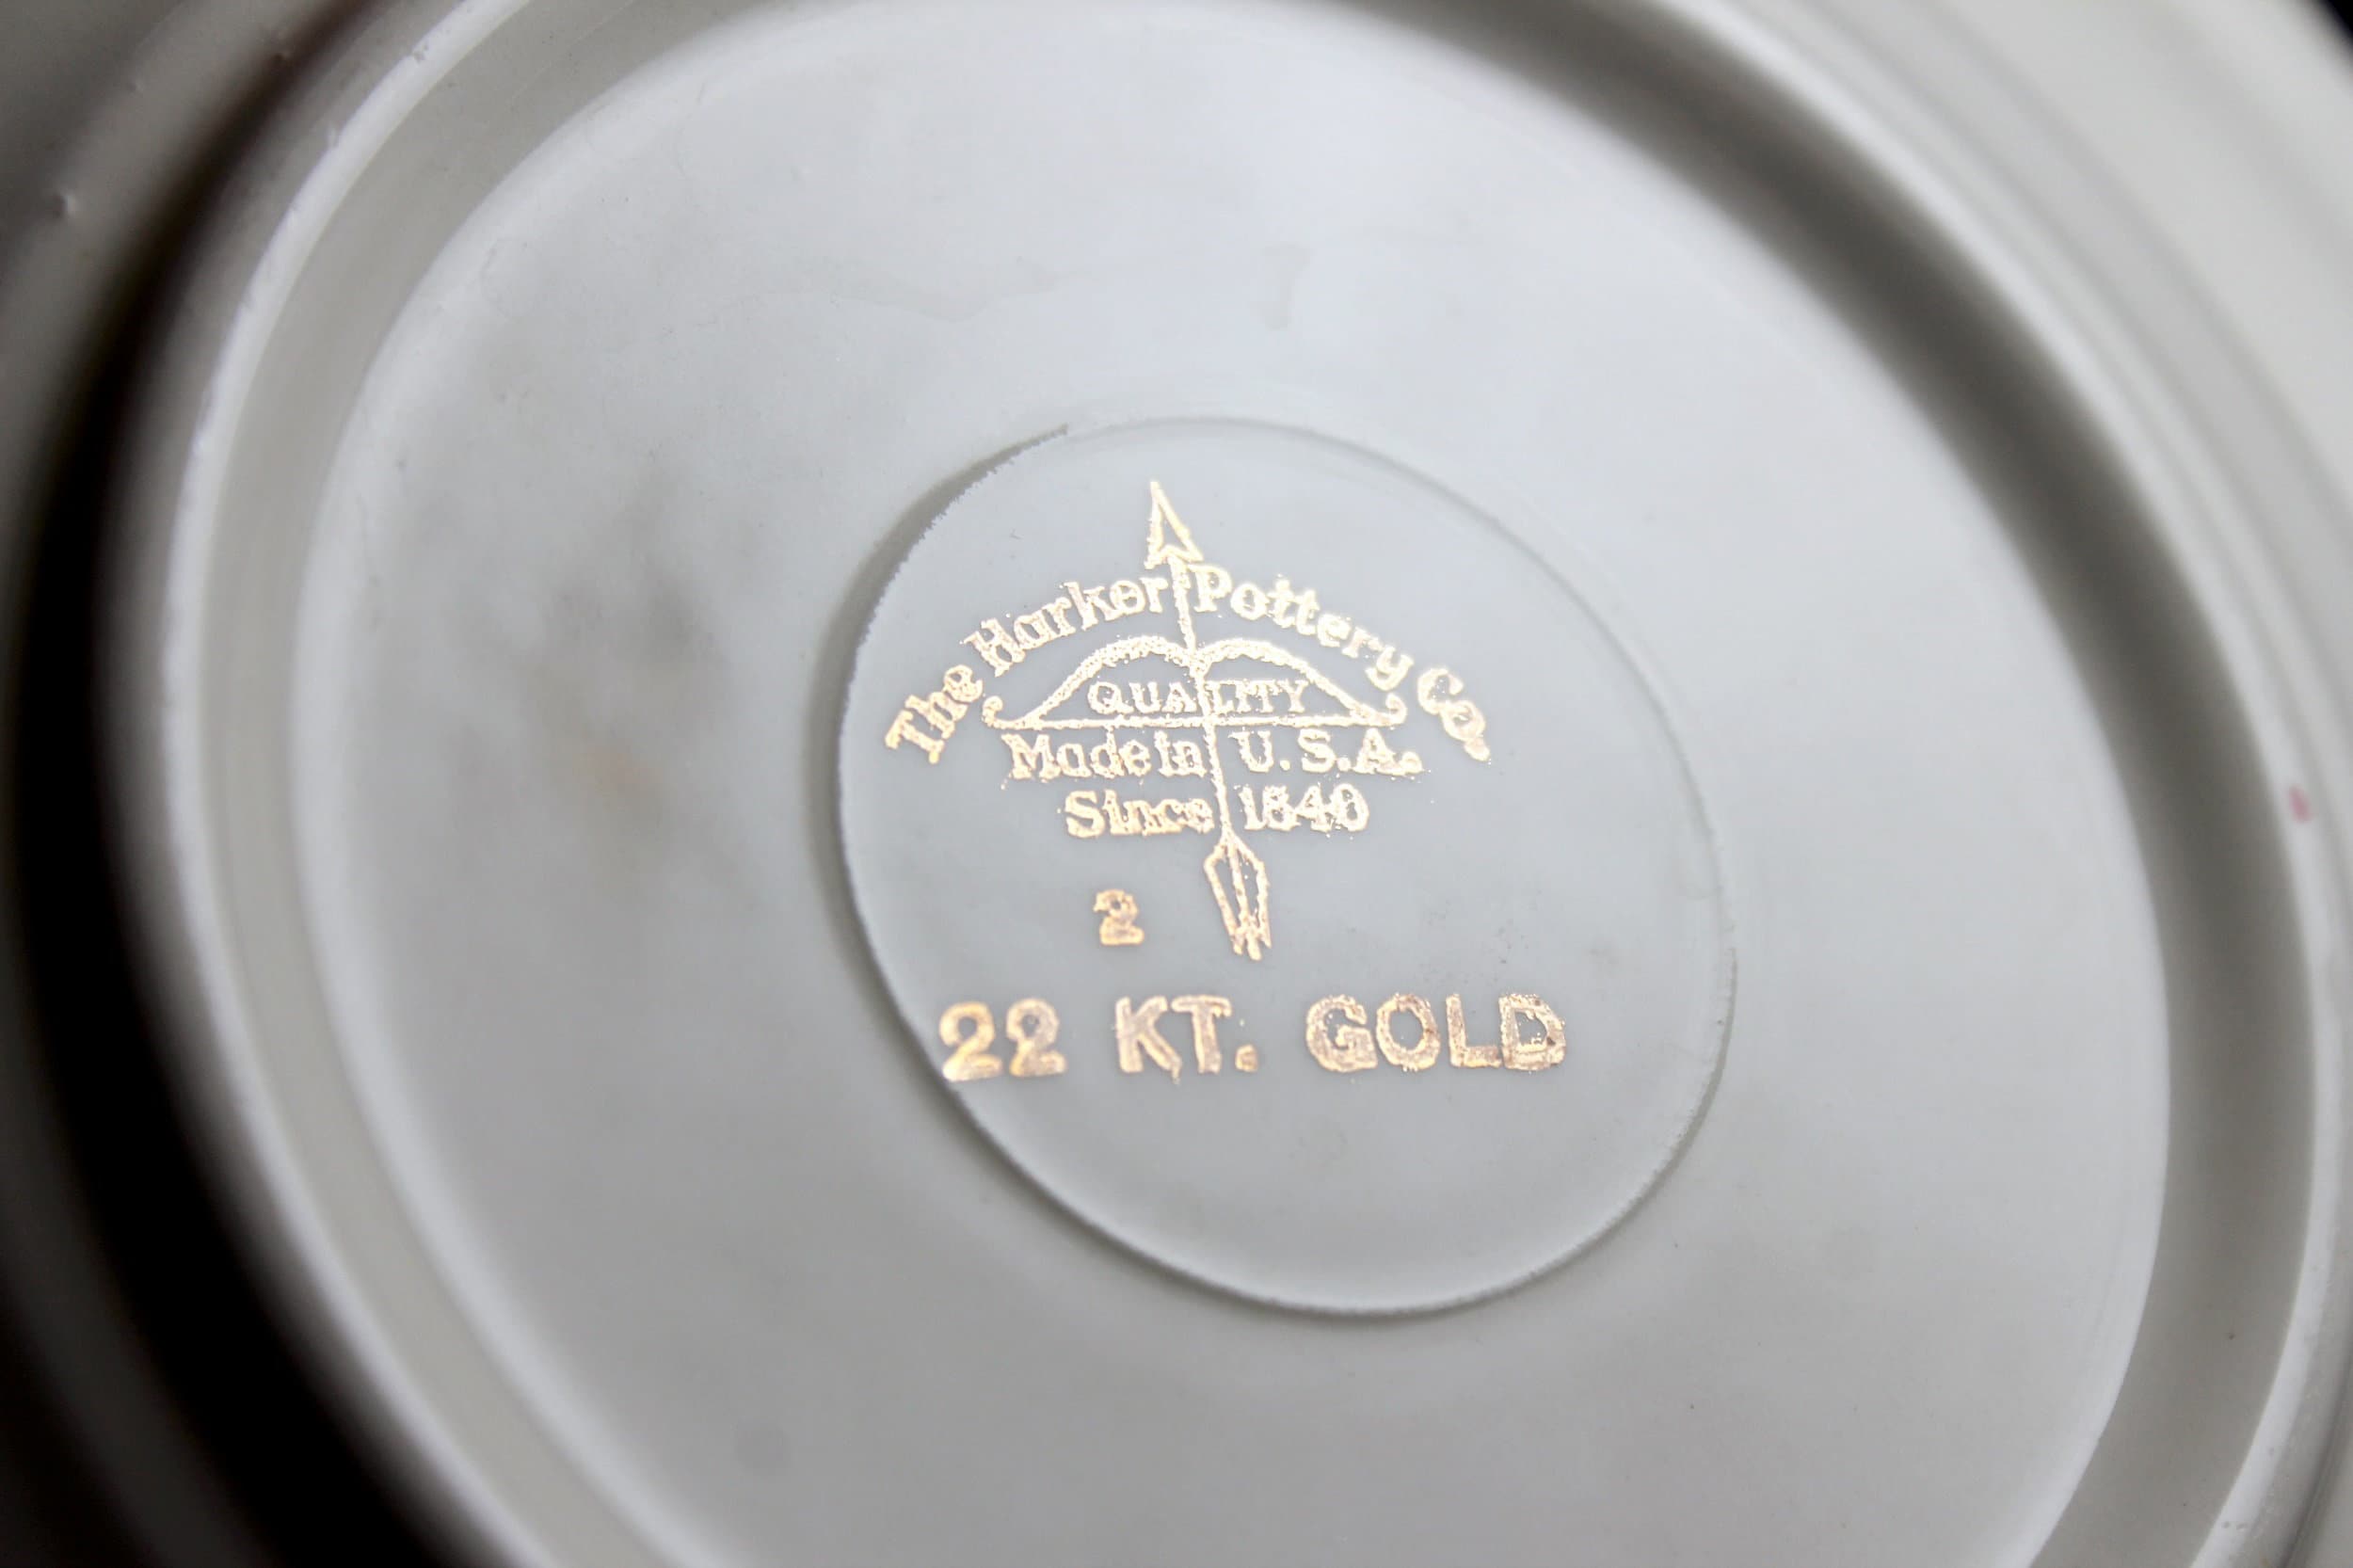 The Harker Pottery Co.
QUALITY
Made in U.S.A.
Since 1840
2
22 KT. GOLD